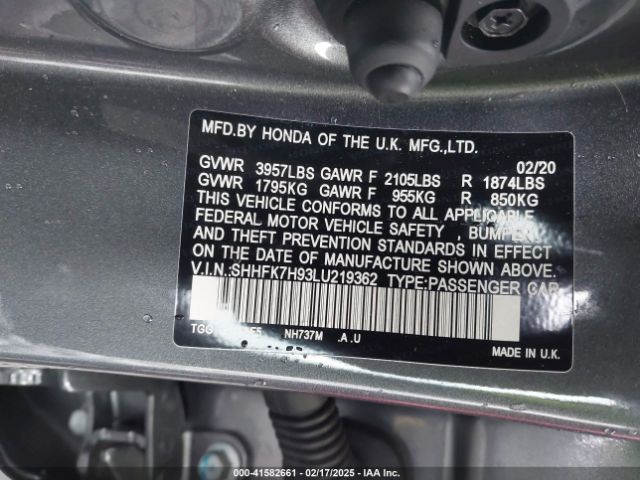 MFD.BY HONDA OF THE U.K. MFG.,LTD.
02/20
GVWR 3957LBS GAWR F 2105LBS R 1874LBS
GVWR 1795KG GAWR F 955KG R 850KG
THIS VEHICLE CONFORMS TO ALL APPLICABLE
FEDERAL MOTOR VEHICLE SAFETY , BUMPER,
AND THEFT PREVENTION STANDARDS IN EFFECT
ON THE DATE OF MANUFACTURE SHOWN ABOVE.
V.I.N.:SHHFK7H93LU219362 TYPE:PASSENGER CAR
NH737M .A.U
MADE IN U.K.
000-41582661 - 02/17/2025 - IAA Inc.